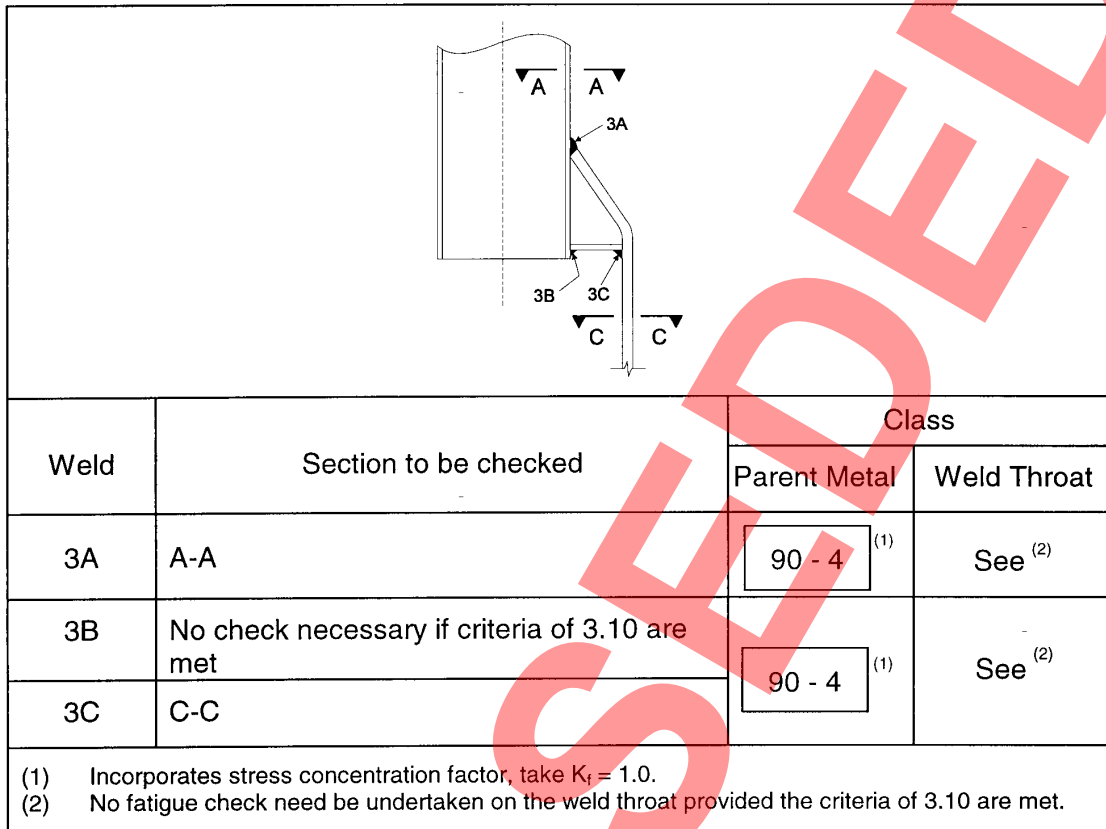 A A
3A
3B 3C
C C
Weld
Section to be checked
Class
Parent Metal
Weld Throat
3A
A-A
90 - 4 (1)
See (2)
3B
No check necessary if criteria of 3.10 are
met
90 - 4 (1)
See (2)
3C
C-C
(1) Incorporates stress concentration factor, take Kf = 1.0.
(2) No fatigue check need be undertaken on the weld throat provided the criteria of 3.10 are met.
SEDED